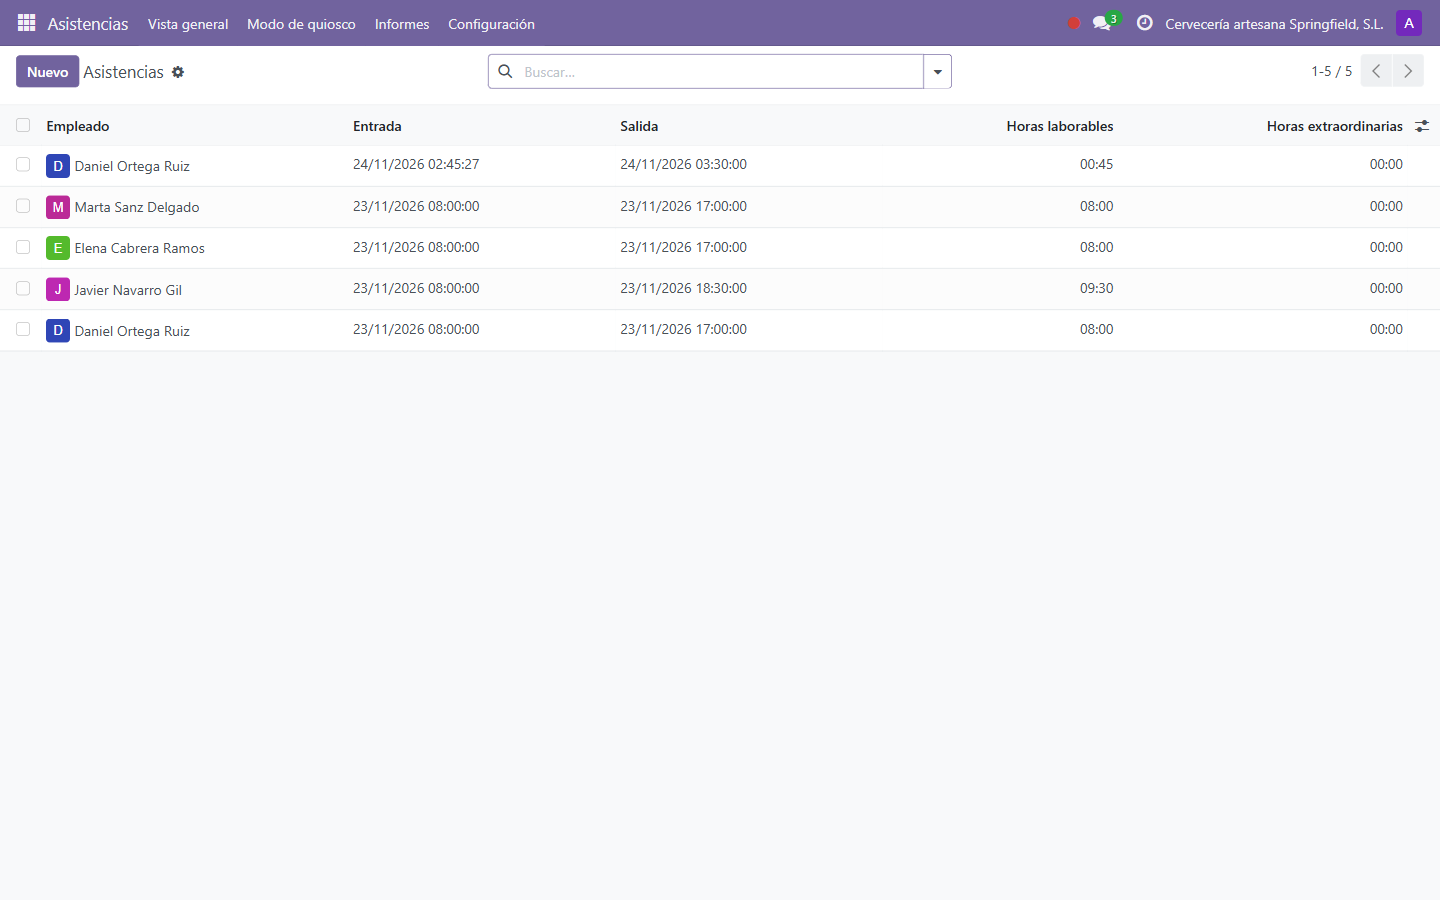 Asistencias Vista general Modo de quiosco Informes Configuración 3 Cervecería artesana Springfield, S.L. A
Nuevo Asistencias Buscar... 1-5 / 5
Empleado Entrada Salida Horas laborables Horas extraordinarias
D Daniel Ortega Ruiz 24/11/2026 02:45:27 24/11/2026 03:30:00 00:45 00:00
M Marta Sanz Delgado 23/11/2026 08:00:00 23/11/2026 17:00:00 08:00 00:00
E Elena Cabrera Ramos 23/11/2026 08:00:00 23/11/2026 17:00:00 08:00 00:00
J Javier Navarro Gil 23/11/2026 08:00:00 23/11/2026 18:30:00 09:30 00:00
D Daniel Ortega Ruiz 23/11/2026 08:00:00 23/11/2026 17:00:00 08:00 00:00